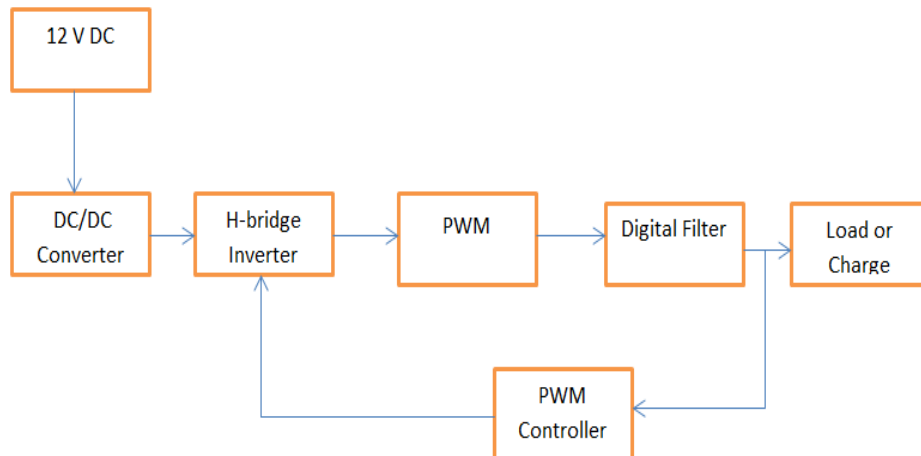 12 V DC
DC/DC
Converter
H-bridge
Inverter
PWM
Digital Filter
Load or
Charge
PWM
Controller